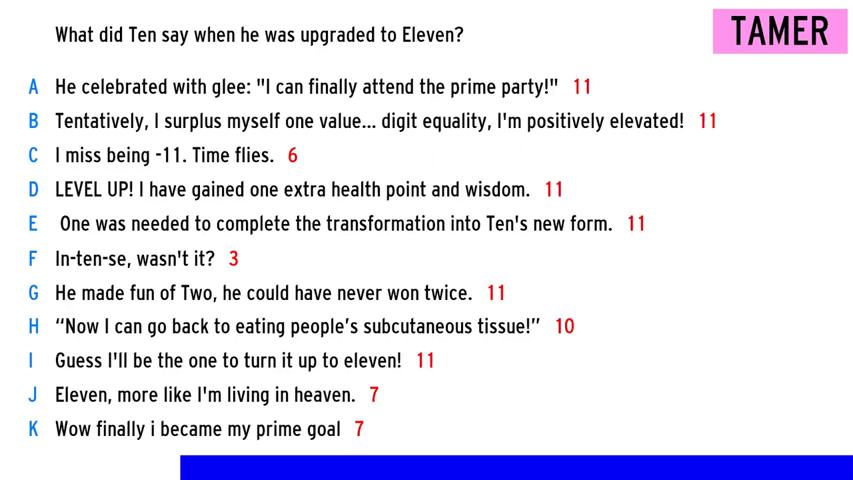 What did Ten say when he was upgraded to Eleven?
TAMER
A He celebrated with glee: "I can finally attend the prime party!" 11
B Tentatively, I surplus myself one value... digit equality, I'm positively elevated! 11
C I miss being -11. Time flies. 6
D LEVEL UP! I have gained one extra health point and wisdom. 11
E One was needed to complete the transformation into Ten's new form. 11
F In-ten-se, wasn't it? 3
G He made fun of Two, he could have never won twice. 11
H “Now I can go back to eating people’s subcutaneous tissue!” 10
I Guess I'll be the one to turn it up to eleven! 11
J Eleven, more like I'm living in heaven. 7
K Wow finally i became my prime goal 7